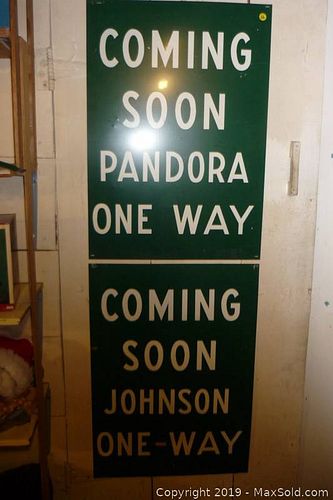 COMING
SOON
PANDORA
ONE WAY
COMING
SOON
JOHNSON
ONE-WAY
Copyright © 2019 - MaxSold.com